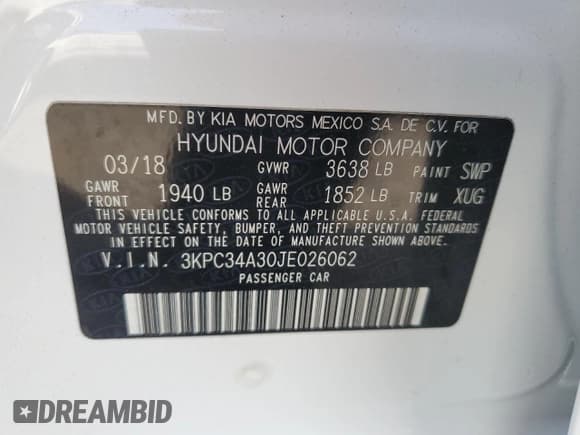 MFD. BY KIA MOTORS MEXICO S.A. DE C.V. FOR
HYUNDAI MOTOR COMPANY
03/18 GVWR 3638 LB PAINT SWP
GAWR FRONT 1940 LB GAWR REAR 1852 LB TRIM XUG
THIS VEHICLE CONFORMS TO ALL APPLICABLE U.S.A. FEDERAL
MOTOR VEHICLE SAFETY, BUMPER, AND THEFT PREVENTION STANDARDS
IN EFFECT ON THE DATE OF MANUFACTURE SHOWN ABOVE.
V.I.N. 3KPC34A30JE026062
PASSENGER CAR
DREAMBID